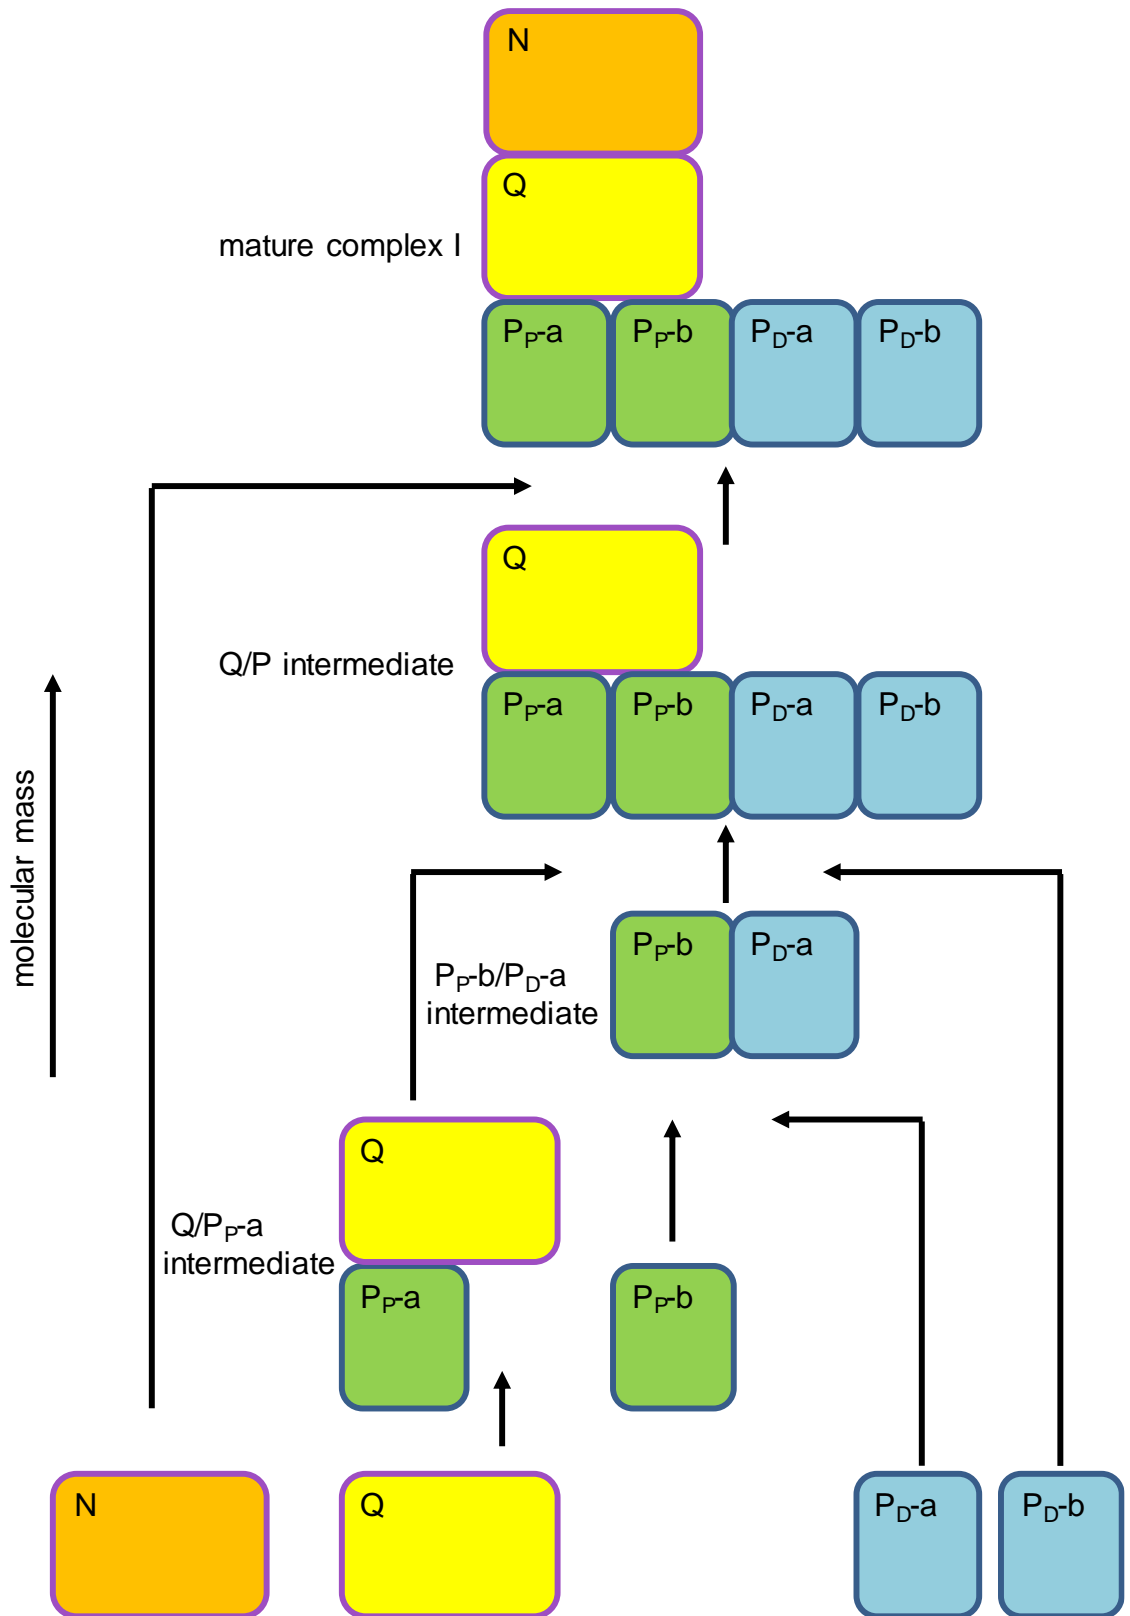 N
Q
mature complex I
PP-a
PP-b
PD-a
PD-b
Q
Q/P intermediate
PP-a
PP-b
PD-a
PD-b
molecular mass
PP-b
PD-a
PP-b/PD-a
intermediate
Q
Q/PP-a
intermediate
PP-a
PP-b
N
Q
PD-a
PD-b